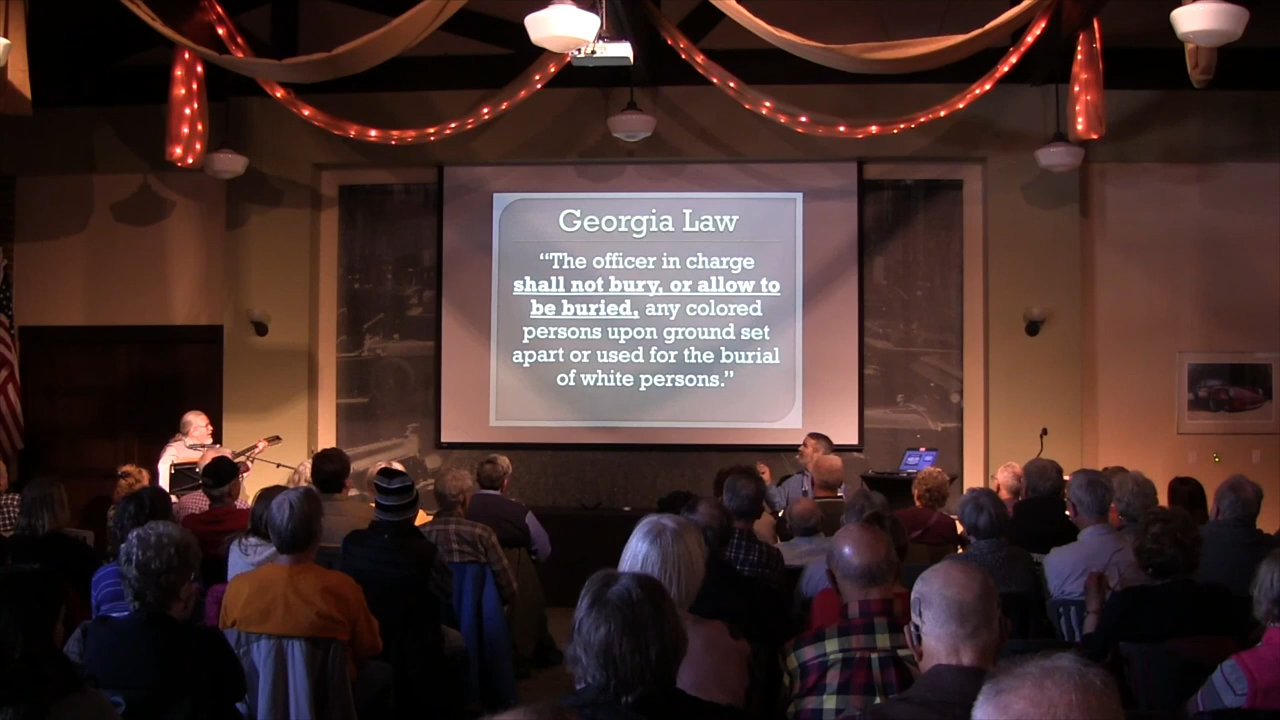 Georgia Law
“The officer in charge
shall not bury, or allow to
be buried, any colored
persons upon ground set
apart or used for the burial
of white persons.”